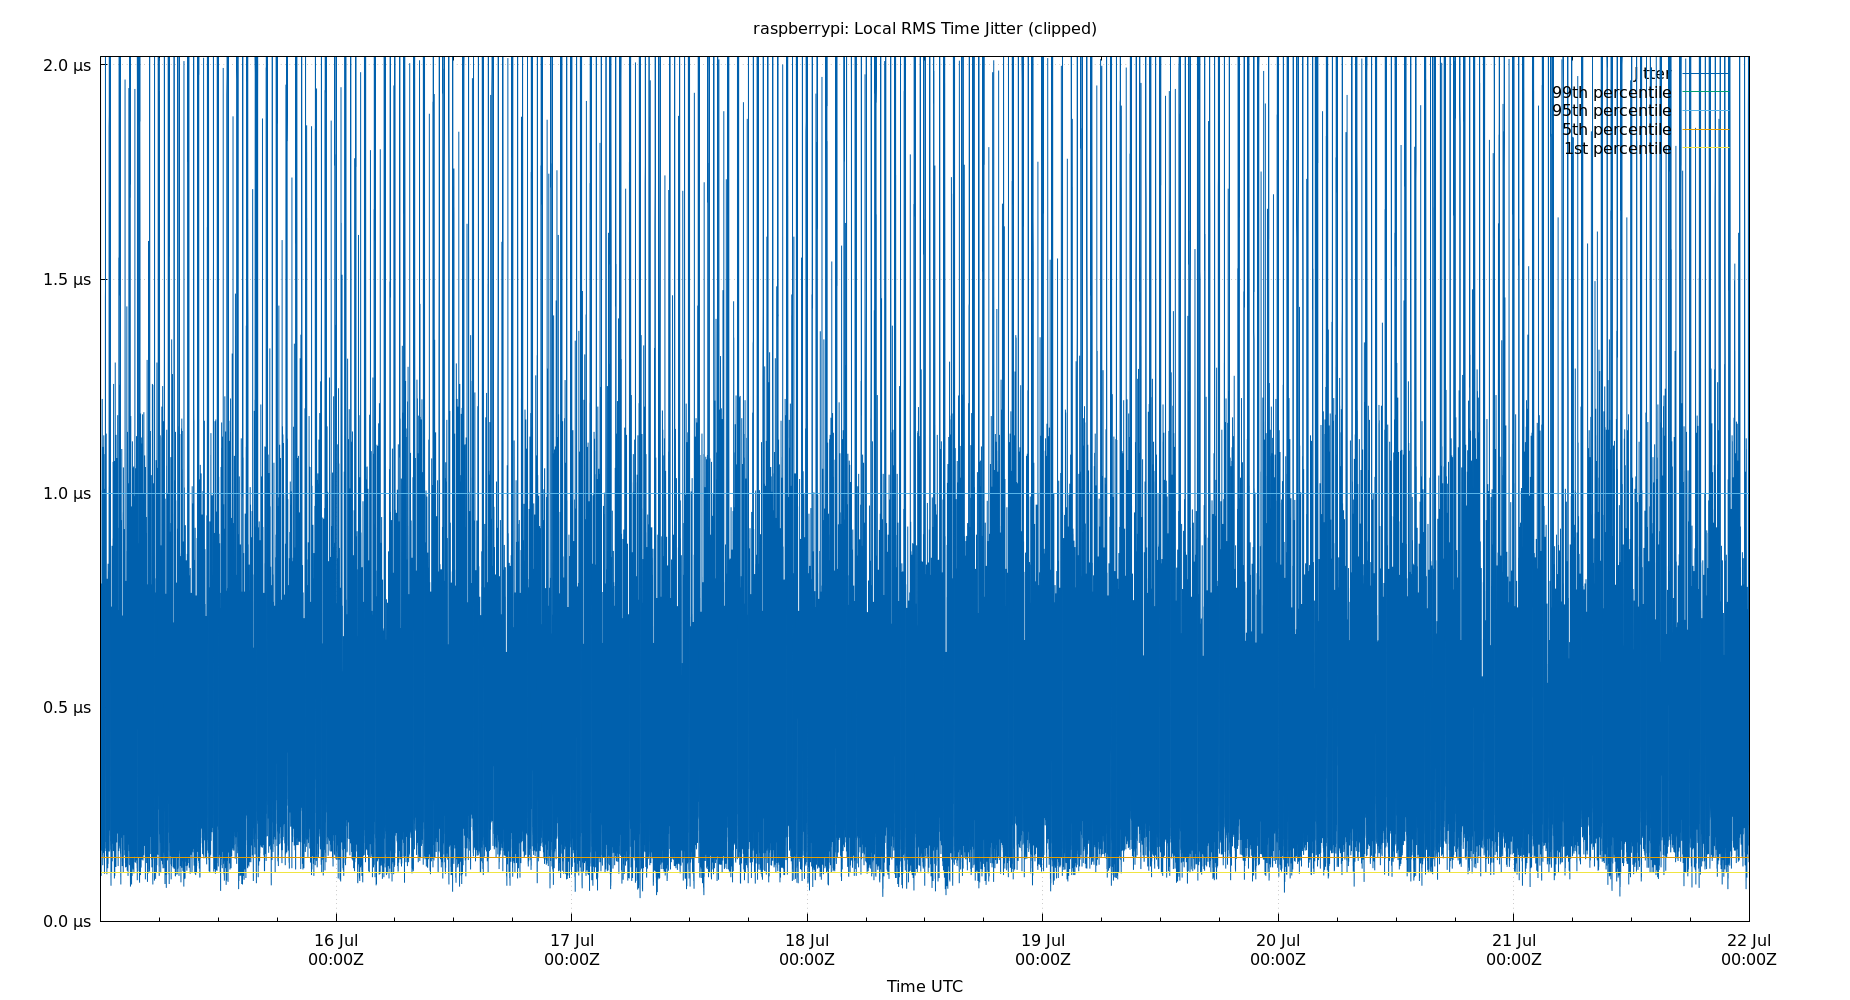 raspberrypi: Local RMS Time Jitter (clipped)
2.0 µs
1.5 µs
1.0 µs
0.5 µs
0.0 µs
Jitter
99th percentile
95th percentile
5th percentile
1st percentile
16 Jul
00:00Z
17 Jul
00:00Z
18 Jul
00:00Z
19 Jul
00:00Z
20 Jul
00:00Z
21 Jul
00:00Z
22 Jul
00:00Z
Time UTC